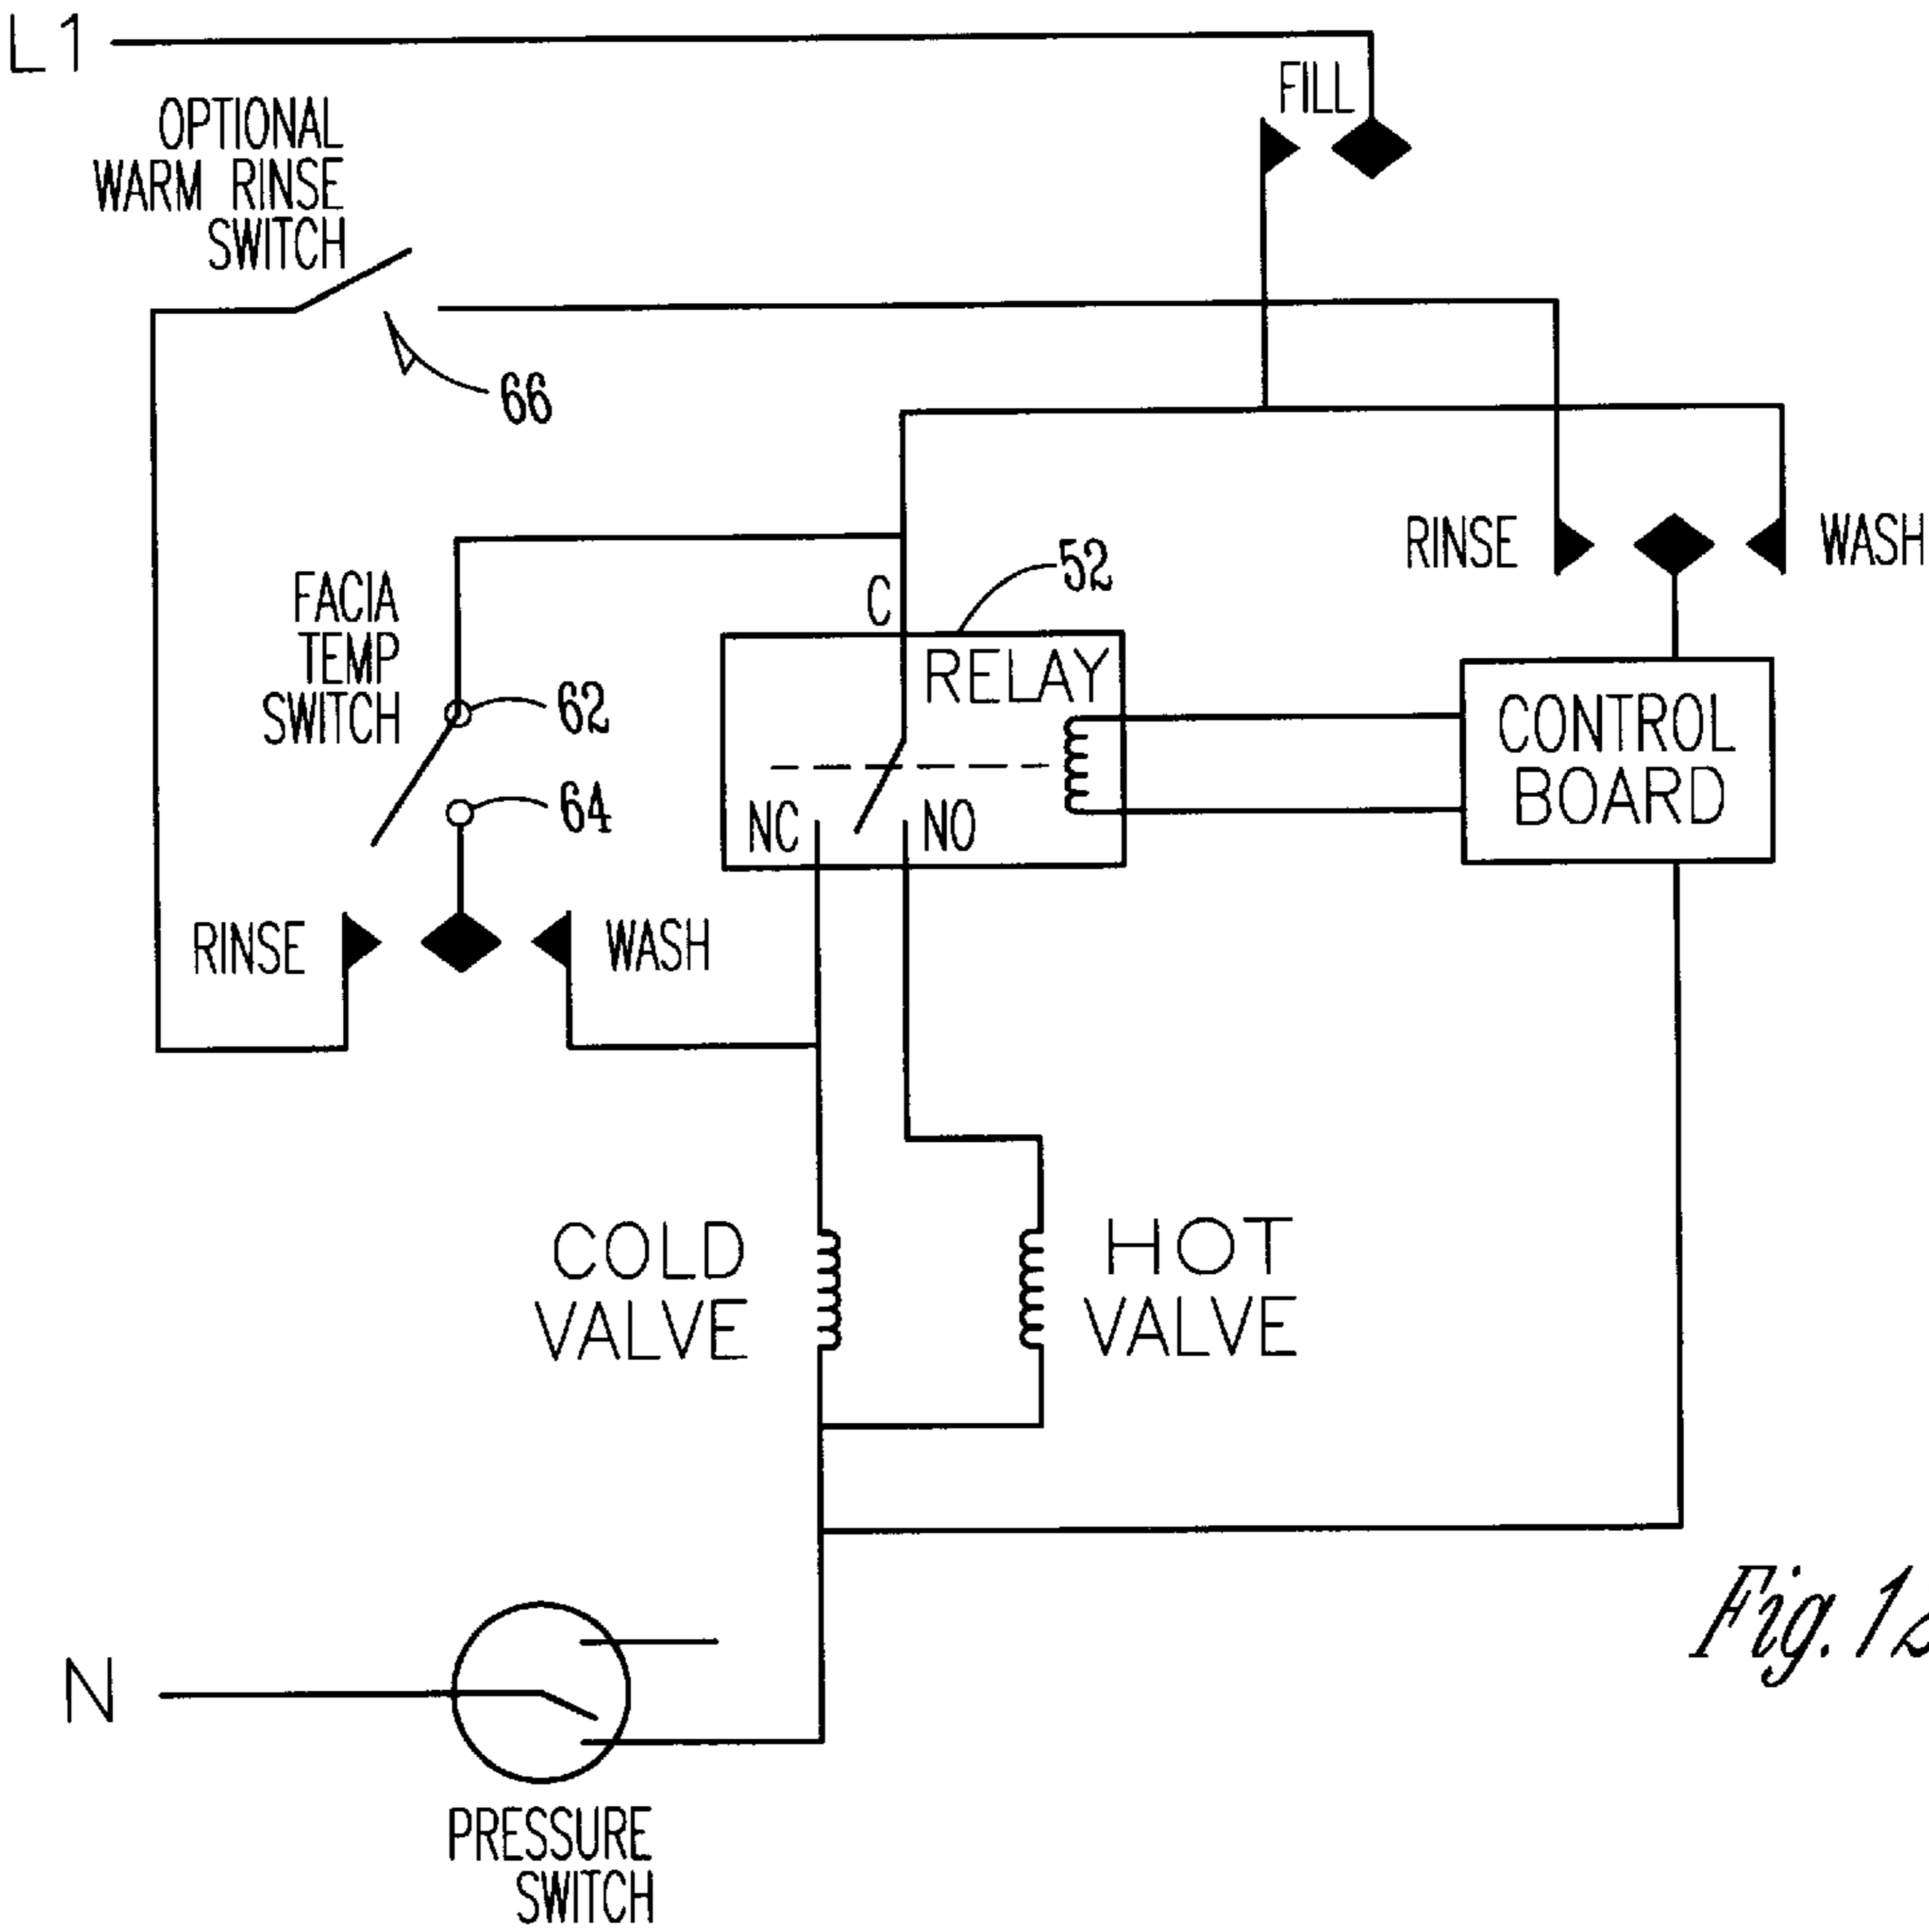 L1
FILL
OPTIONAL
WARM RINSE
SWITCH
66
RINSE
WASH
52
C
FACIA
TEMP
SWITCH
62
64
RELAY
NC
NO
CONTROL
BOARD
RINSE
WASH
COLD
VALVE
HOT
VALVE
N
PRESSURE
SWITCH
Fig.